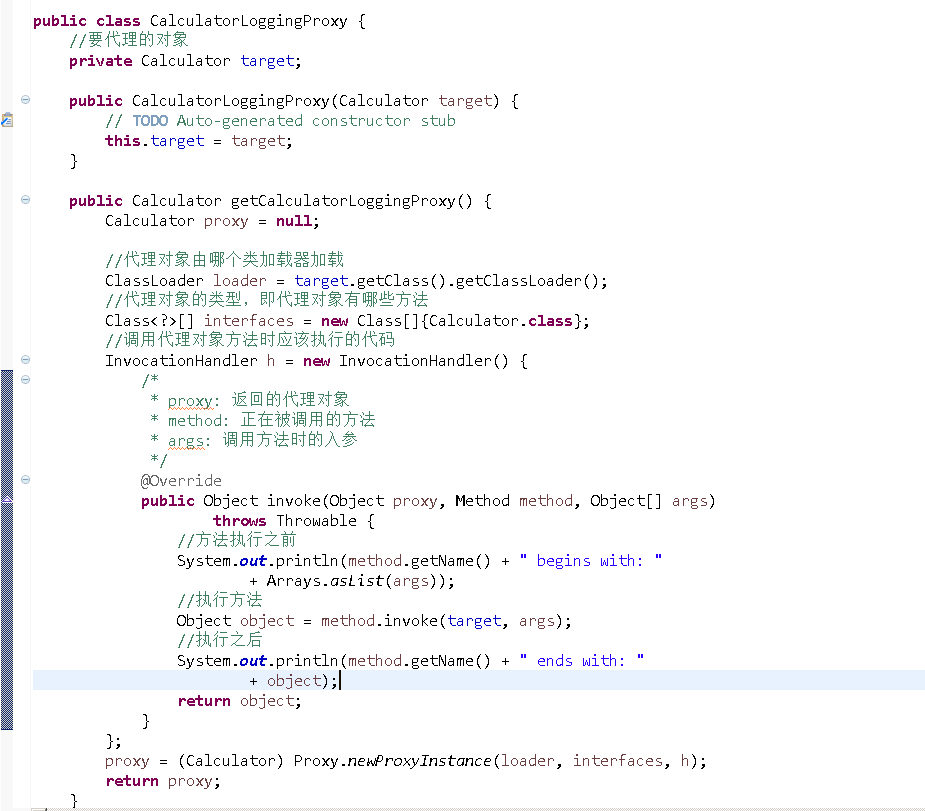 public class CalculatorLoggingProxy {
//要代理的对象
private Calculator target;
public CalculatorLoggingProxy(Calculator target) {
// TODO Auto-generated constructor stub
this.target = target;
}
public Calculator getCalculatorLoggingProxy() {
Calculator proxy = null;
//代理对象由哪个类加载器加载
ClassLoader loader = target.getClass().getClassLoader();
//代理对象的类型，即代理对象有哪些方法
Class<?>[] interfaces = new Class[]{Calculator.class};
//调用代理对象方法时应该执行的代码
InvocationHandler h = new InvocationHandler() {
/*
* proxy: 返回的代理对象
* method: 正在被调用的方法
* args: 调用方法时的入参
*/
@Override
public Object invoke(Object proxy, Method method, Object[] args)
throws Throwable {
//方法执行之前
System.out.println(method.getName() + " begins with: "
+ Arrays.asList(args));
//执行方法
Object object = method.invoke(target, args);
//执行之后
System.out.println(method.getName() + " ends with: "
+ object);
return object;
}
};
proxy = (Calculator) Proxy.newProxyInstance(loader, interfaces, h);
return proxy;
}